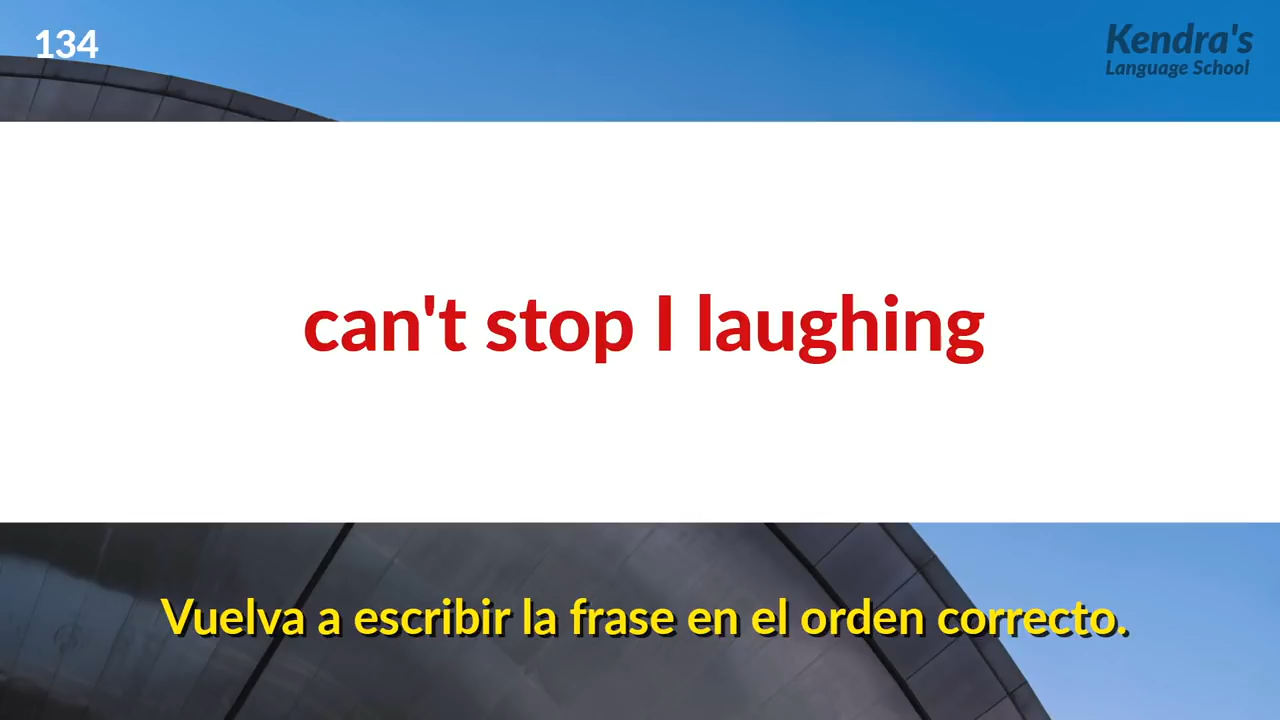 134
Kendra's
Language School
can't stop I laughing
Vuelva a escribir la frase en el orden correcto.